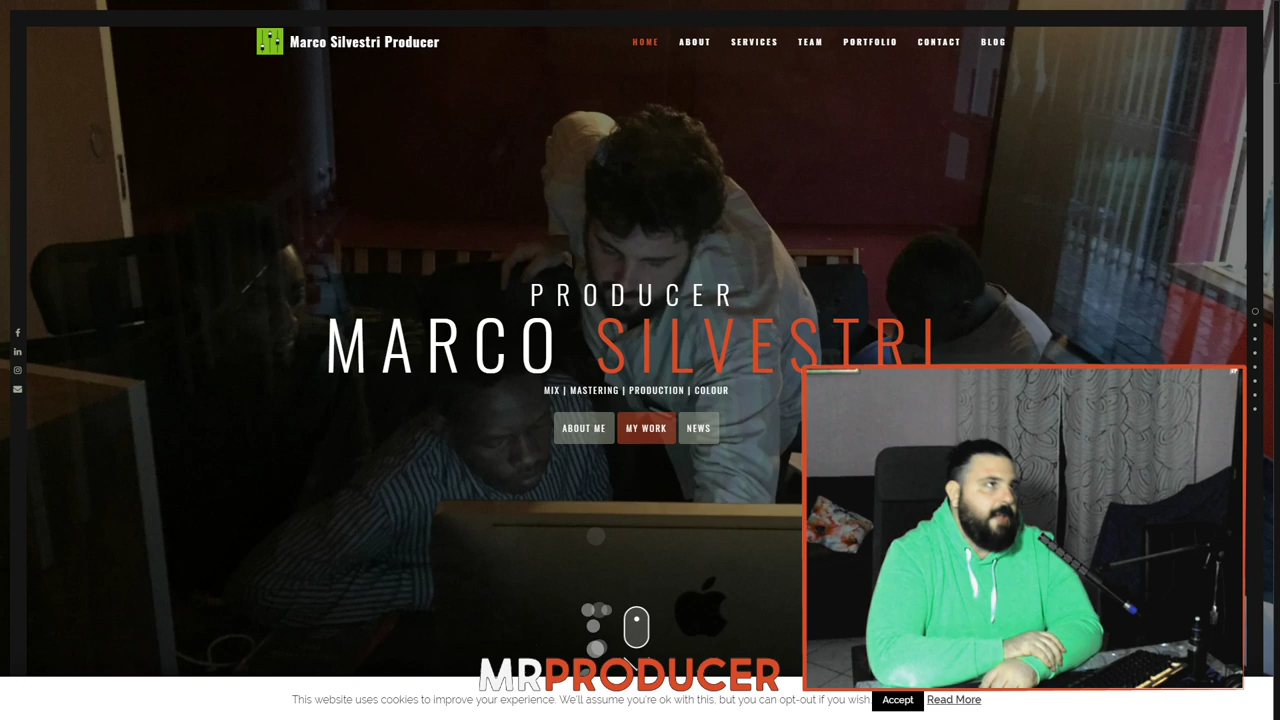 Marco Silvestri Producer
HOME ABOUT SERVICES TEAM PORTFOLIO CONTACT BLOG
PRODUCER
MARCO SILVESTRI
MIX | MASTERING | PRODUCTION | COLOUR
ABOUT ME MY WORK NEWS
MRPRODUCER
This website uses cookies to improve your experience. We'll assume you're ok with this, but you can opt-out if you wish. Accept Read More